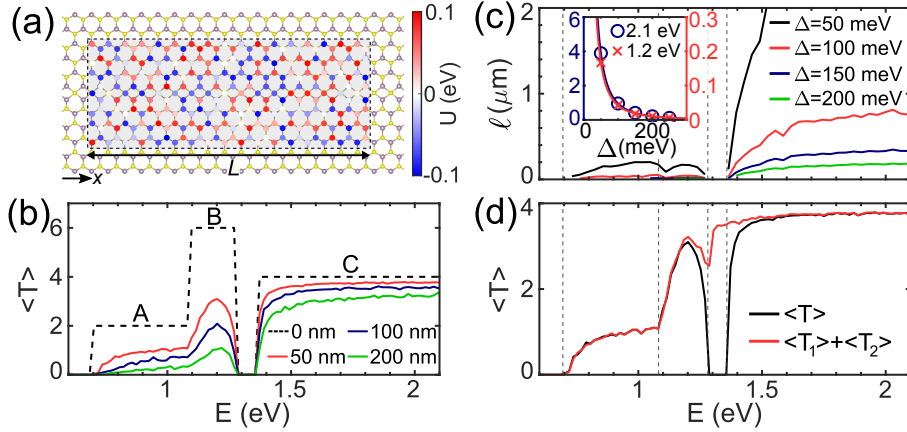 (a)
L
x
0.1
0
-0.1
U (eV)
(b)
6
4
2
0
<T>
A
B
C
0 nm
100 nm
50 nm
200 nm
1
1.5
2
E (eV)
(c)
2
1
0
ℓ (μm)
6
4
2
0
0.3
0.2
0.1
0
0
200
Δ (meV)
2.1 eV
1.2 eV
Δ=50 meV
Δ=100 meV
Δ=150 meV
Δ=200 meV
(d)
4
2
0
<T>
<T>
<T₁>+<T₂>
1
1.5
2
E (eV)